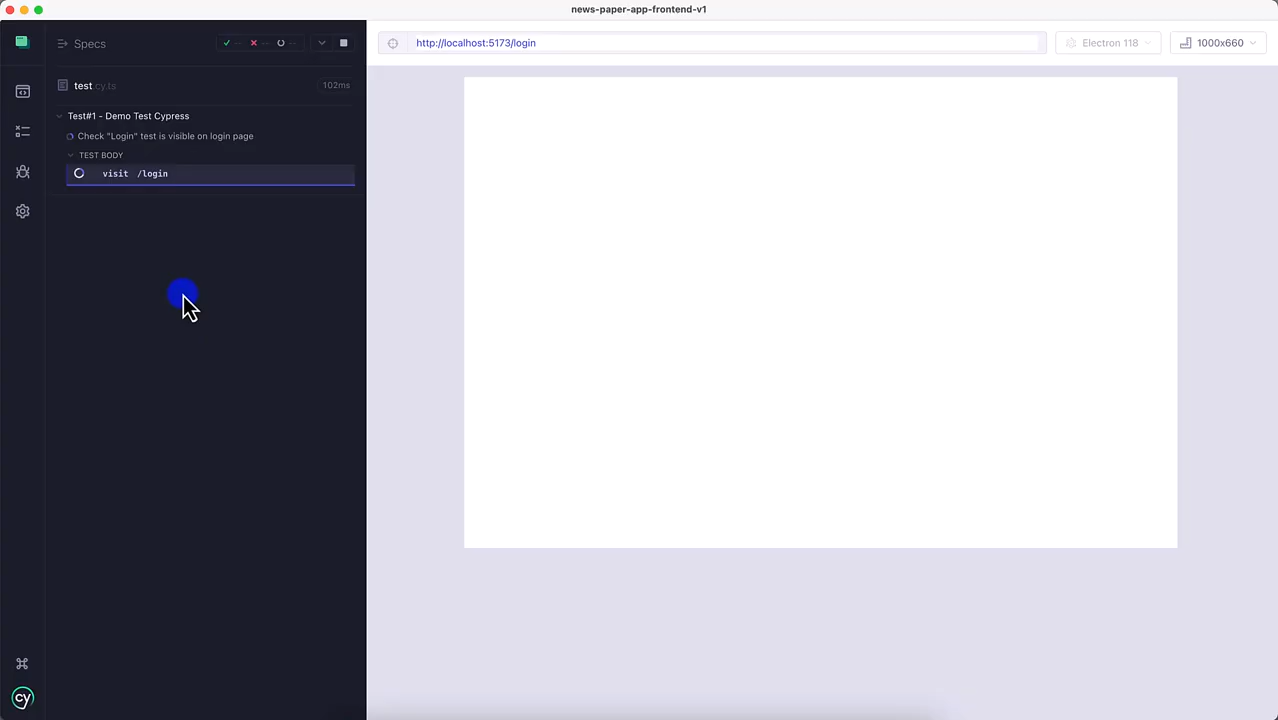 news-paper-app-frontend-v1
Specs
-- -- --
http://localhost:5173/login
Electron 118
1000x660
test.cy.ts
102ms
Test#1 - Demo Test Cypress
Check "Login" test is visible on login page
TEST BODY
visit /login
cy